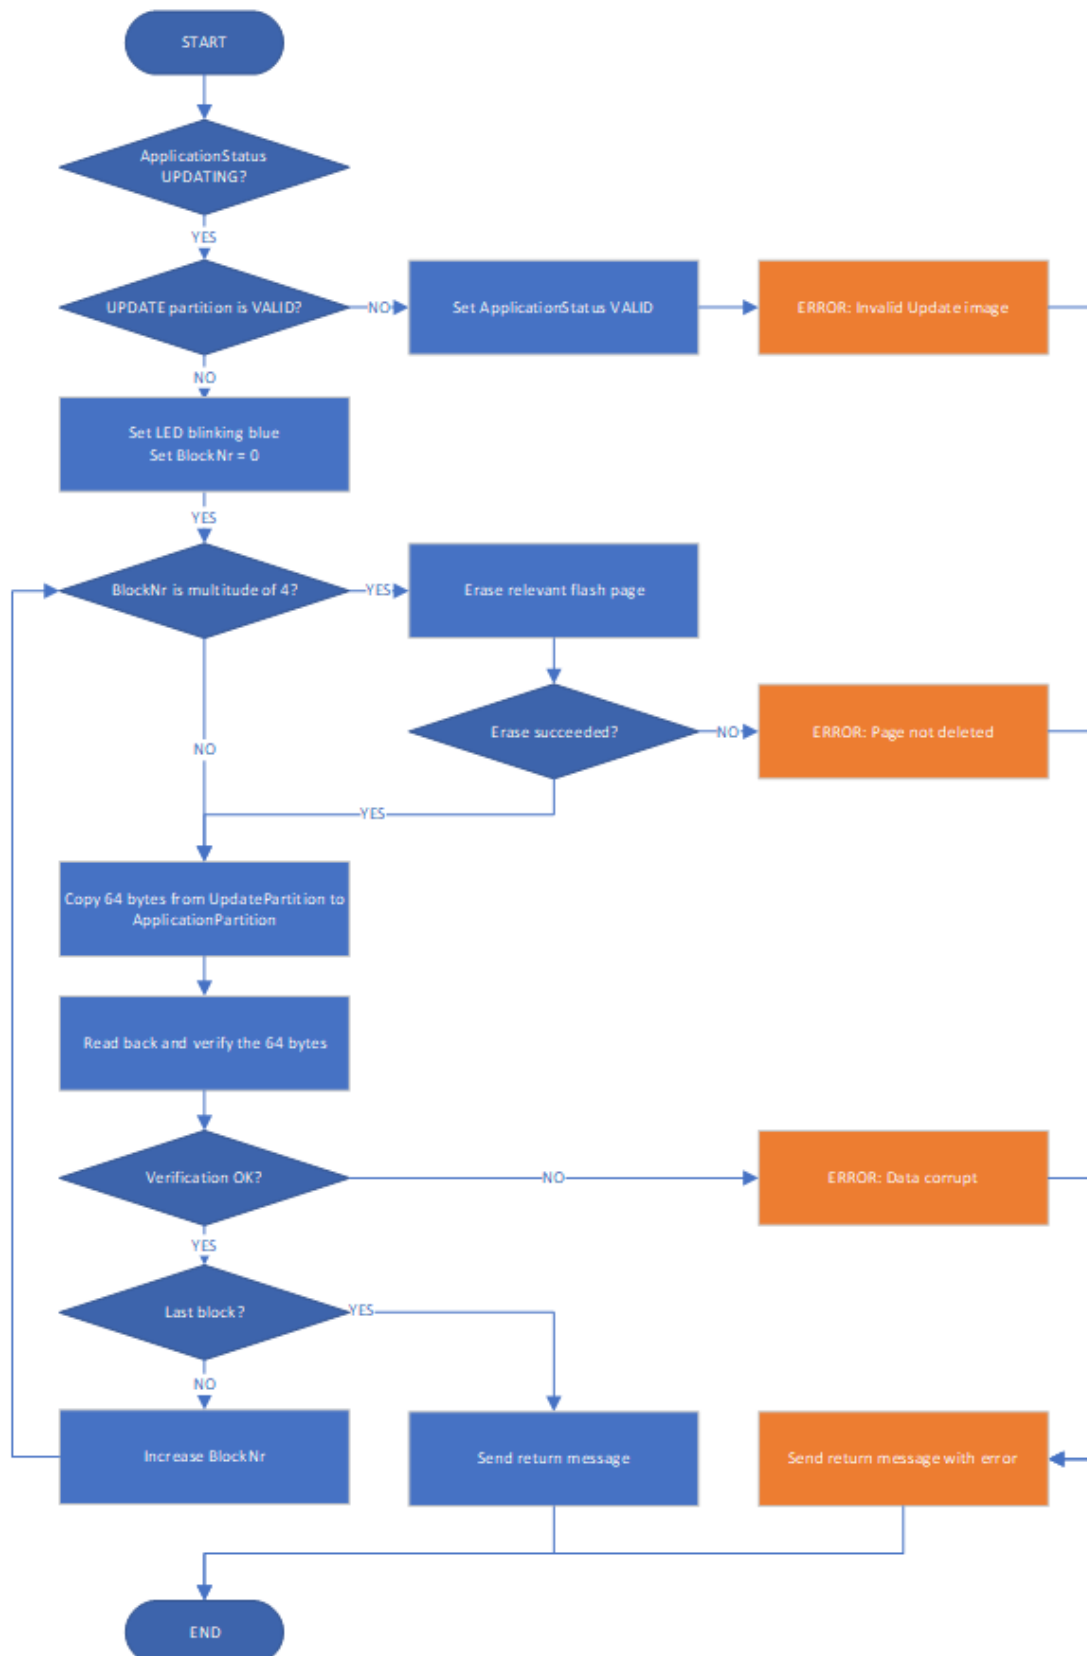 START
ApplicationStatus
UPDATING?
YES
UPDATE partition is VALID?
NO
Set ApplicationStatus VALID
ERROR: Invalid Update image
NO
Set LED blinking blue
Set BlockNr = 0
YES
BlockNr is multitude of 4?
YES
Erase relevant flash page
Erase succeeded?
NO
ERROR: Page not deleted
NO
YES
Copy 64 bytes from UpdatePartition to
ApplicationPartition
Read back and verify the 64 bytes
Verification OK?
NO
ERROR: Data corrupt
YES
Last block?
YES
NO
Increase BlockNr
Send return message
Send return message with error
END